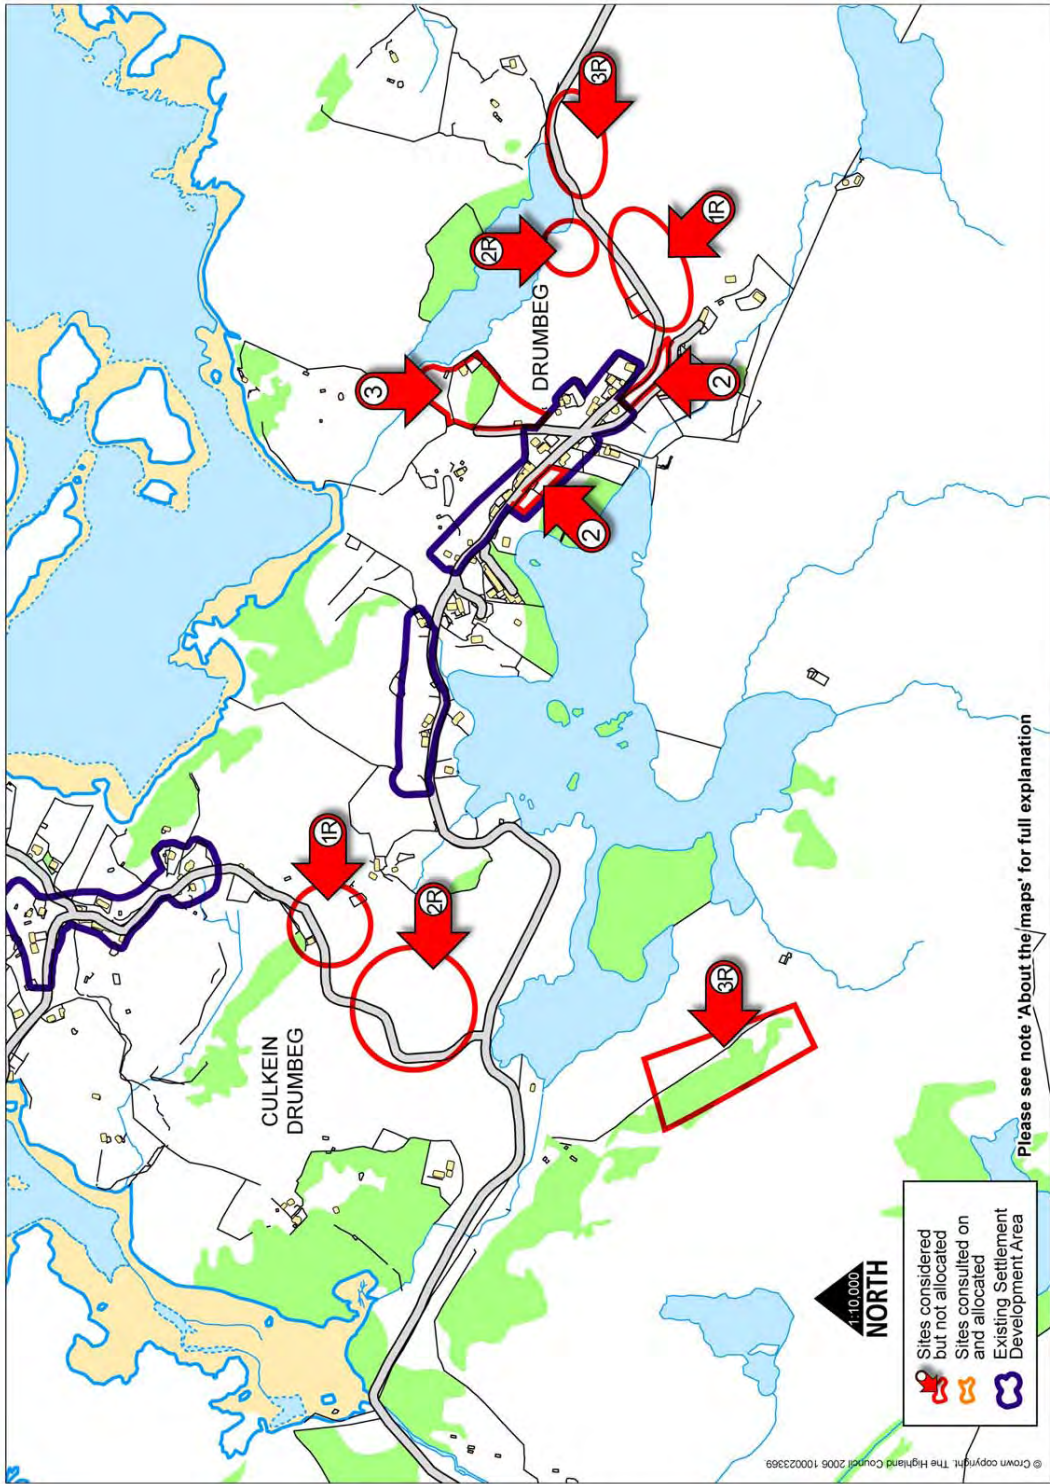 3R
2R
1R
DRUMBEG
3
2
2
1R
2R
CULKEIN
DRUMBEG
3R
1:10,000
NORTH
Sites considered
but not allocated
Sites consulted on
and allocated
Existing Settlement
Development Area
Please see note 'About the maps' for full explanation
© Crown copyright. The Highland Council 2006 100023369